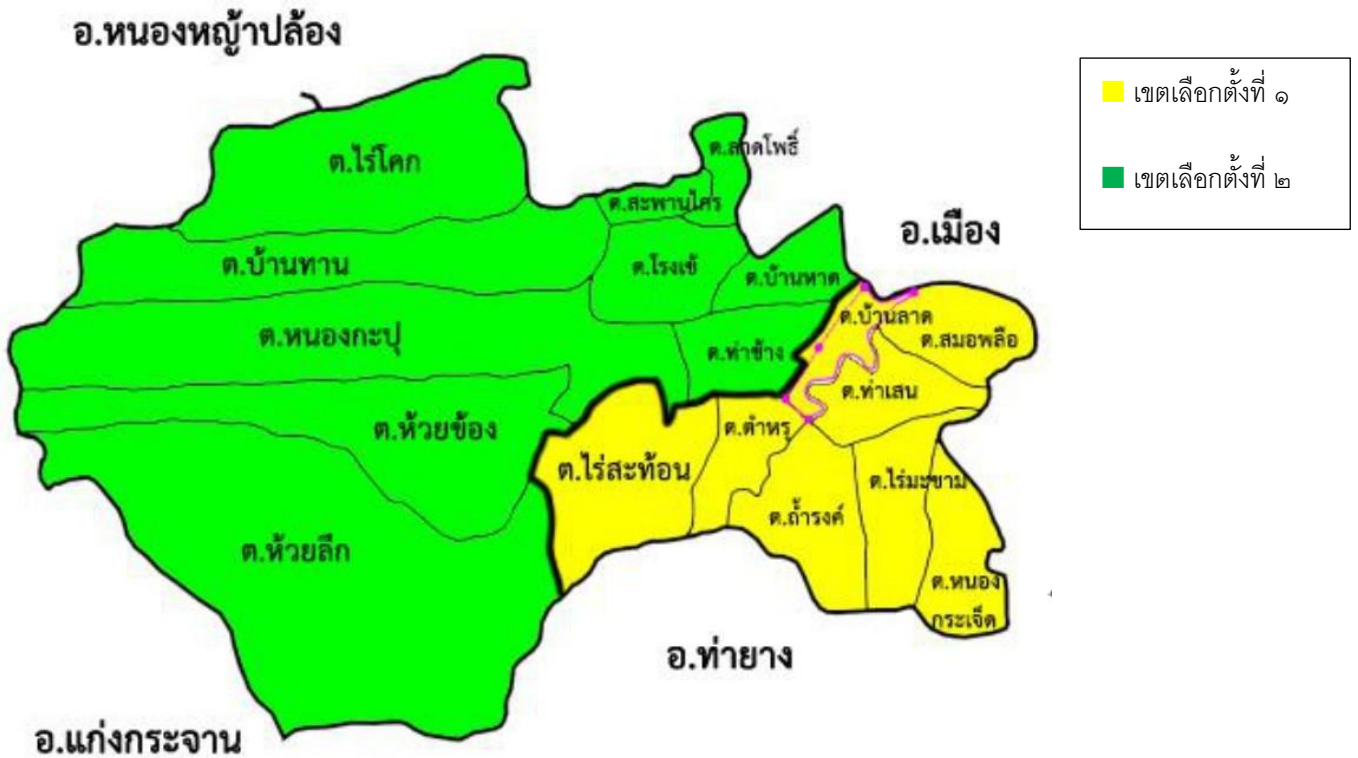 อ.หนองหญ้าปล้อง
เขตเลือกตั้งที่ ๑
เขตเลือกตั้งที่ ๒
ต.ลาดโพธิ์
ต.ไร่โคก
ต.สะพานไกร
อ.เมือง
ต.บ้านทาน
ต.โรงเข้
ต.บ้านหาด
ต.บ้านลาด
ต.หนองกะปุ
ต.สมอพลือ
ต.ท่าช้าง
ต.ท่าเสน
ต.ห้วยข้อง
ต.ตำหรุ
ต.ไร่สะท้อน
ต.ไร่มะขาม
ต.ถ้ำรงค์
ต.ห้วยลึก
ต.หนอง
กระเจ็ด
อ.ท่ายาง
อ.แก่งกระจาน